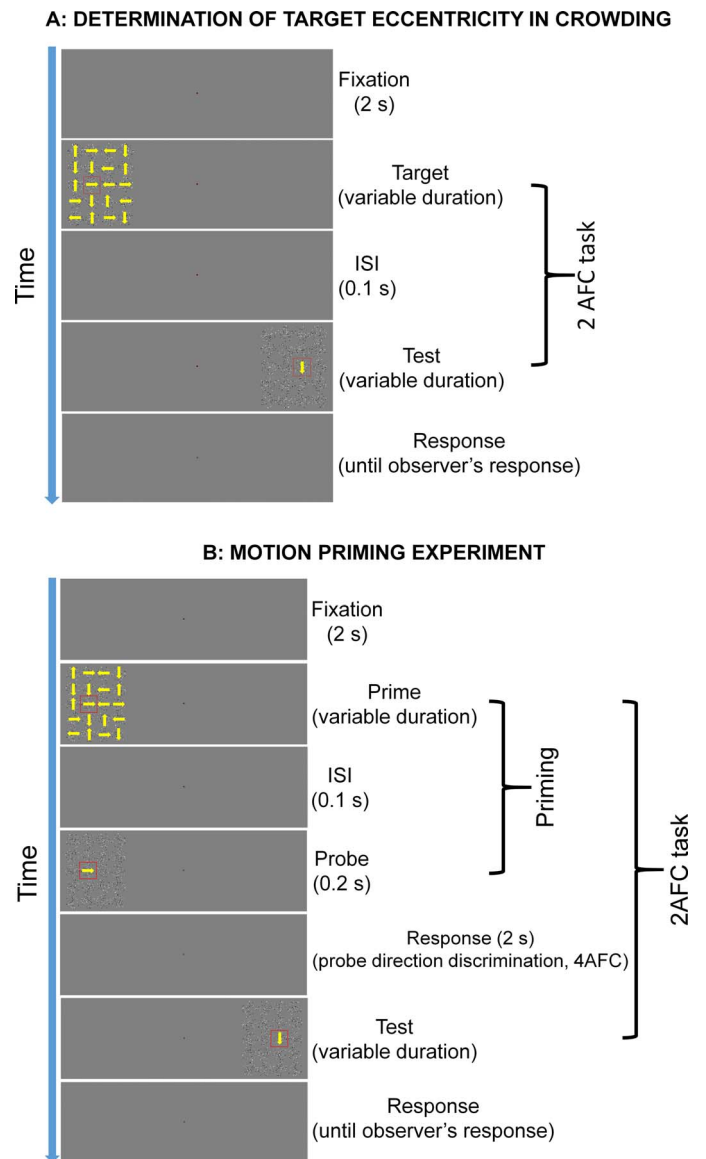 A: DETERMINATION OF TARGET ECCENTRICITY IN CROWDING
Fixation
(2 s)
Target
(variable duration)
ISI
(0.1 s)
Test
(variable duration)
Response
(until observer's response)
Time
2 AFC task
B: MOTION PRIMING EXPERIMENT
Fixation
(2 s)
Prime
(variable duration)
ISI
(0.1 s)
Probe
(0.2 s)
Response (2 s)
(probe direction discrimination, 4AFC)
Test
(variable duration)
Response
(until observer's response)
Time
Priming
2AFC task